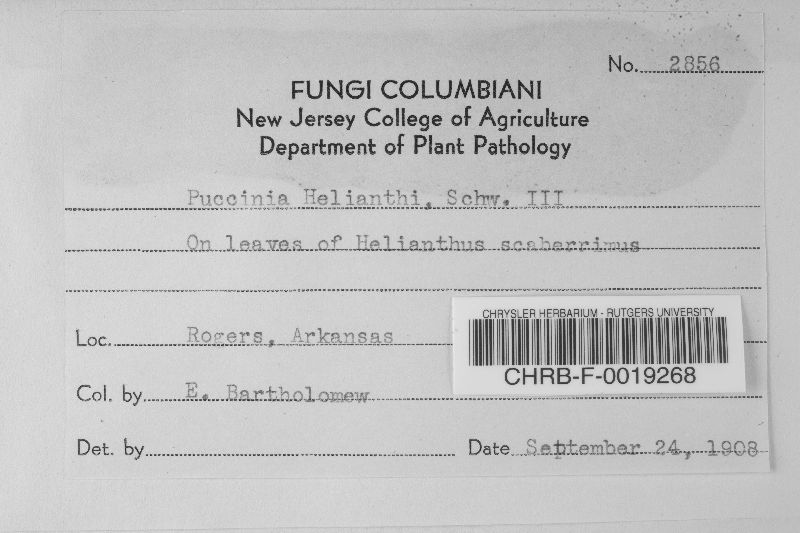 No. 2856
FUNGI COLUMBIANI
New Jersey College of Agriculture
Department of Plant Pathology
Puccinia Helianthi, Schw. III
On leaves of Helianthus scaberrimus
Loc. Rogers, Arkansas
CHRYSLER HERBARIUM - RUTGERS UNIVERSITY
CHRB-F-0019268
Col. by E. Bartholomew
Det. by
Date September 24, 1908